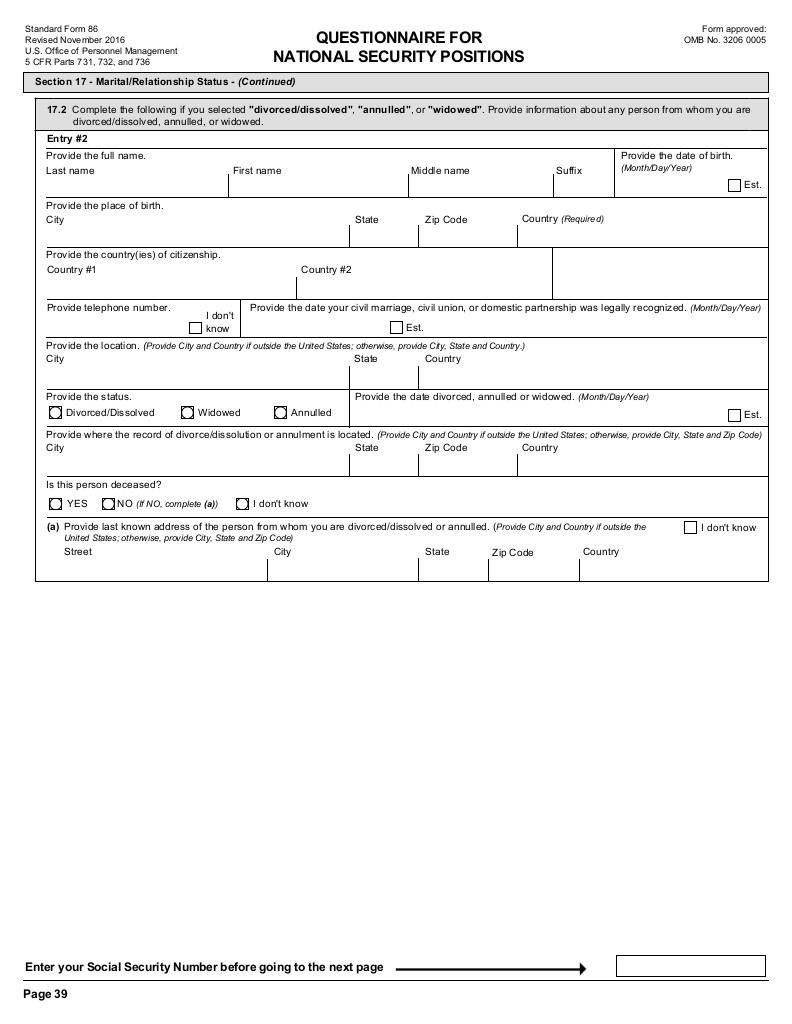 Standard Form 86
Revised November 2016
U.S. Office of Personnel Management
5 CFR Parts 731, 732, and 736
QUESTIONNAIRE FOR
NATIONAL SECURITY POSITIONS
Form approved:
OMB No. 3206 0005
Section 17 - Marital/Relationship Status - (Continued)
17.2 Complete the following if you selected "divorced/dissolved", "annulled", or "widowed". Provide information about any person from whom you are
divorced/dissolved, annulled, or widowed.
Entry #2
Provide the full name.
Last name First name Middle name Suffix
Provide the date of birth.
(Month/Day/Year)
Est.
Provide the place of birth.
City State Zip Code Country (Required)
Provide the country(ies) of citizenship.
Country #1 Country #2
Provide telephone number.
I don't
know
Provide the date your civil marriage, civil union, or domestic partnership was legally recognized. (Month/Day/Year)
Est.
Provide the location. (Provide City and Country if outside the United States; otherwise, provide City, State and Country.)
City State Country
Provide the status.
Divorced/Dissolved Widowed Annulled
Provide the date divorced, annulled or widowed. (Month/Day/Year)
Est.
Provide where the record of divorce/dissolution or annulment is located. (Provide City and Country if outside the United States; otherwise, provide City, State and Zip Code)
City State Zip Code Country
Is this person deceased?
YES NO (If NO, complete (a)) I don't know
(a) Provide last known address of the person from whom you are divorced/dissolved or annulled. (Provide City and Country if outside the
United States; otherwise, provide City, State and Zip Code)
I don't know
Street City State Zip Code Country
Enter your Social Security Number before going to the next page
Page 39